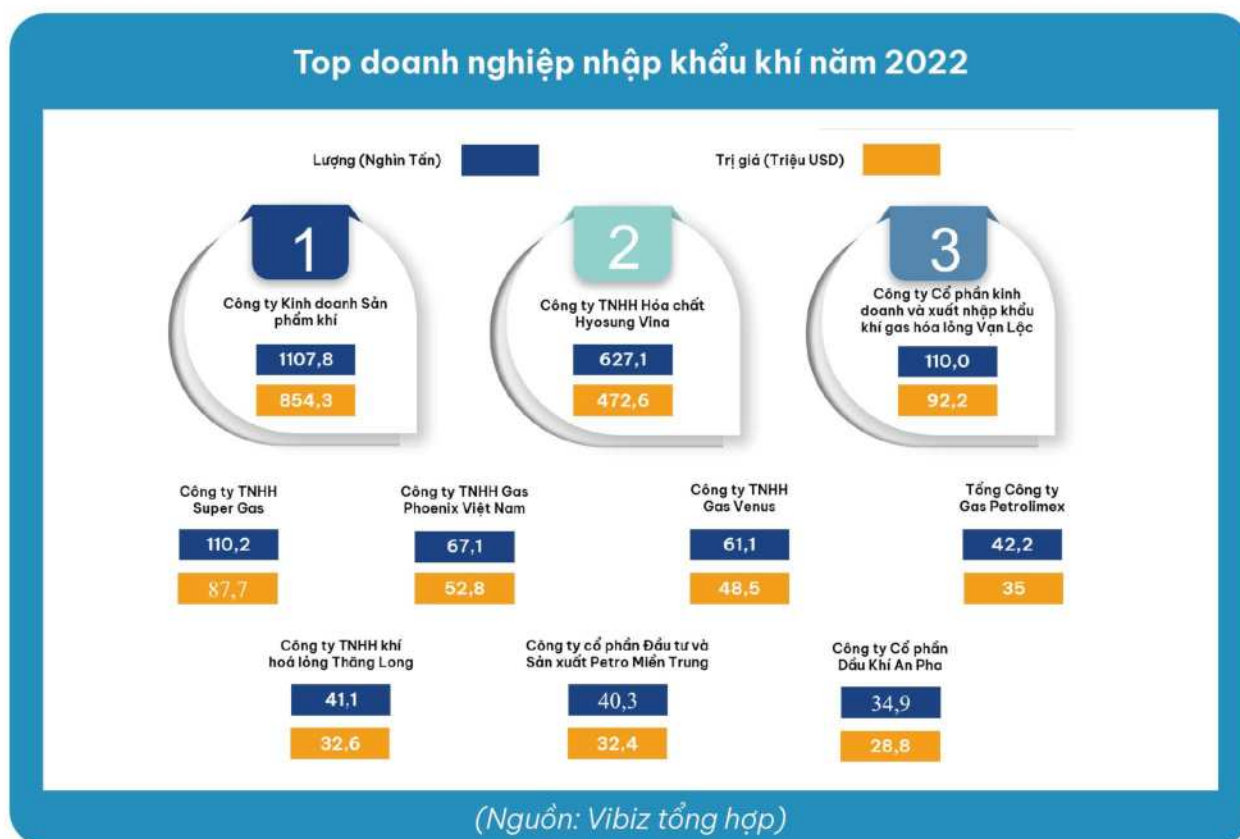 Top doanh nghiệp nhập khẩu khí năm 2022
Lượng (Nghìn Tấn)
Trị giá (Triệu USD)
1
Công ty Kinh doanh Sản
phẩm khí
1107,8
854,3
2
Công ty TNHH Hóa chất
Hyosung Vina
627,1
472,6
3
Công ty Cổ phần kinh
doanh và xuất nhập khẩu
khí gas hóa lỏng Vạn Lộc
110,0
92,2
Công ty TNHH
Super Gas
110,2
87,7
Công ty TNHH Gas
Phoenix Việt Nam
67,1
52,8
Công ty TNHH
Gas Venus
61,1
48,5
Tổng Công ty
Gas Petrolimex
42,2
35
Công ty TNHH khí
hoá lỏng Thăng Long
41,1
32,6
Công ty cổ phần Đầu tư và
Sản xuất Petro Miền Trung
40,3
32,4
Công ty Cổ phần
Dầu Khí An Pha
34,9
28,8
(Nguồn: Vibiz tổng hợp)